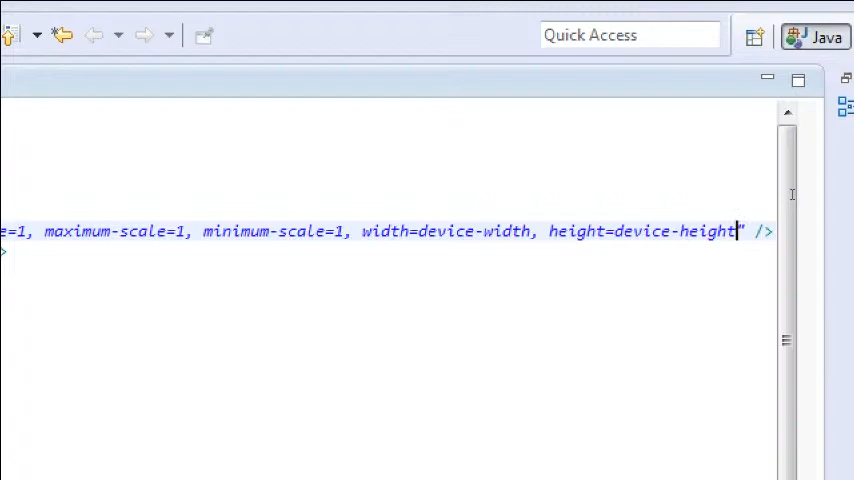 Quick Access
Java
e=1, maximum-scale=1, minimum-scale=1, width=device-width, height=device-height" />
>